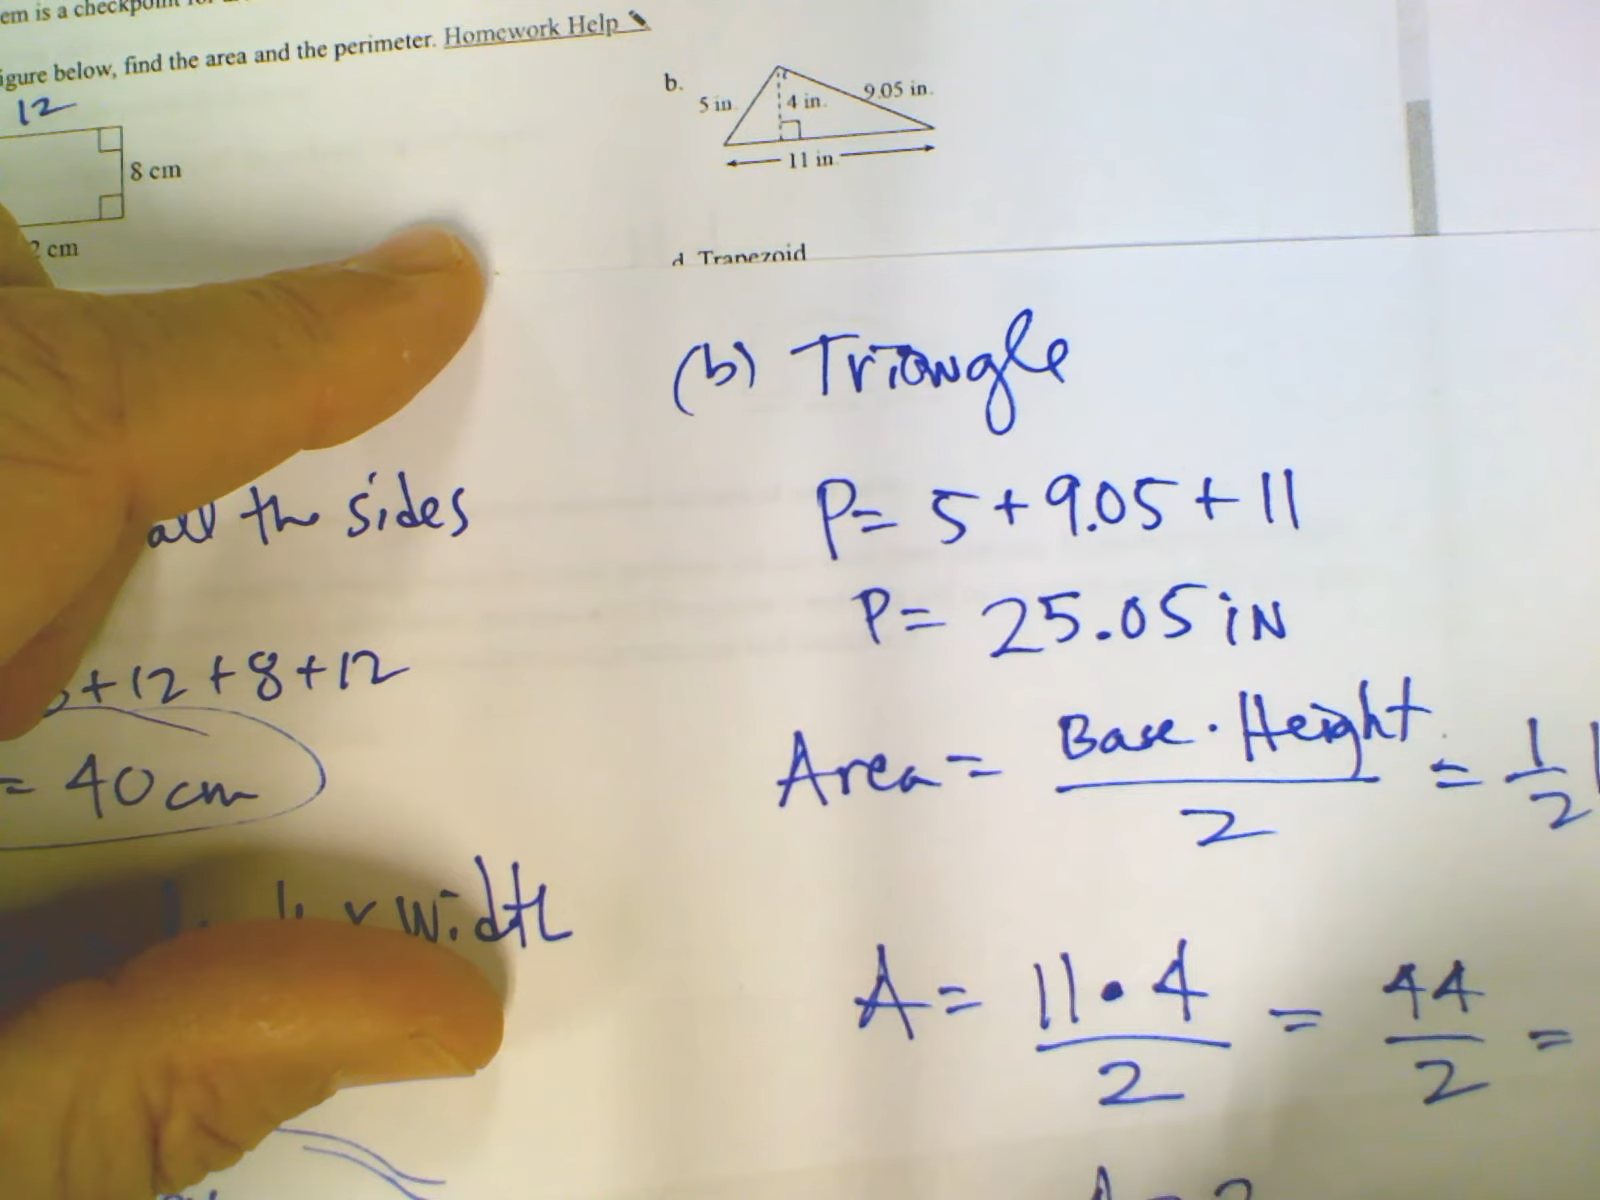 em is a checkpoint for
igure below, find the area and the perimeter. Homework Help
12
8 cm
2 cm
b.
5 in.
4 in.
9.05 in.
11 in.
d. Trapezoid
all the sides
+12+8+12
= 40cm
x width
(b) Triangle
P= 5+9.05+11
P= 25.05 iN
Area= Base · Height / 2 = 1/2
A= 11 • 4 / 2 = 44 / 2 =